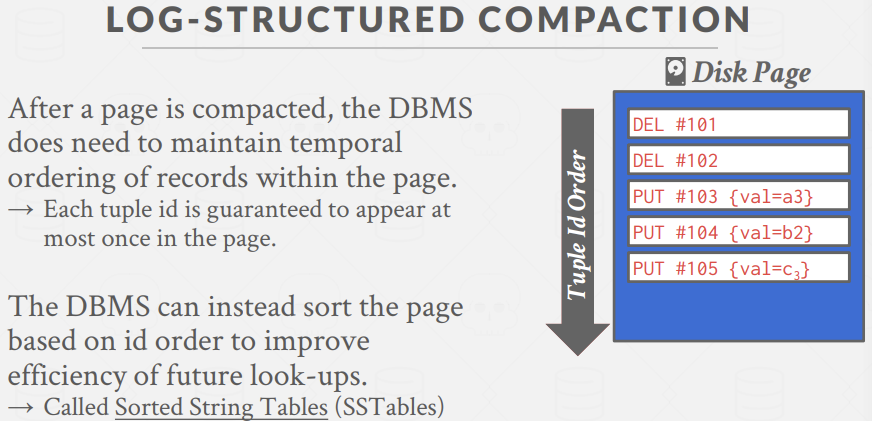 LOG-STRUCTURED COMPACTION
After a page is compacted, the DBMS
does need to maintain temporal
ordering of records within the page.
→ Each tuple id is guaranteed to appear at
most once in the page.
The DBMS can instead sort the page
based on id order to improve
efficiency of future look-ups.
→ Called Sorted String Tables (SSTables)
Disk Page
Tuple Id Order
DEL #101
DEL #102
PUT #103 {val=a3}
PUT #104 {val=b2}
PUT #105 {val=c₃}